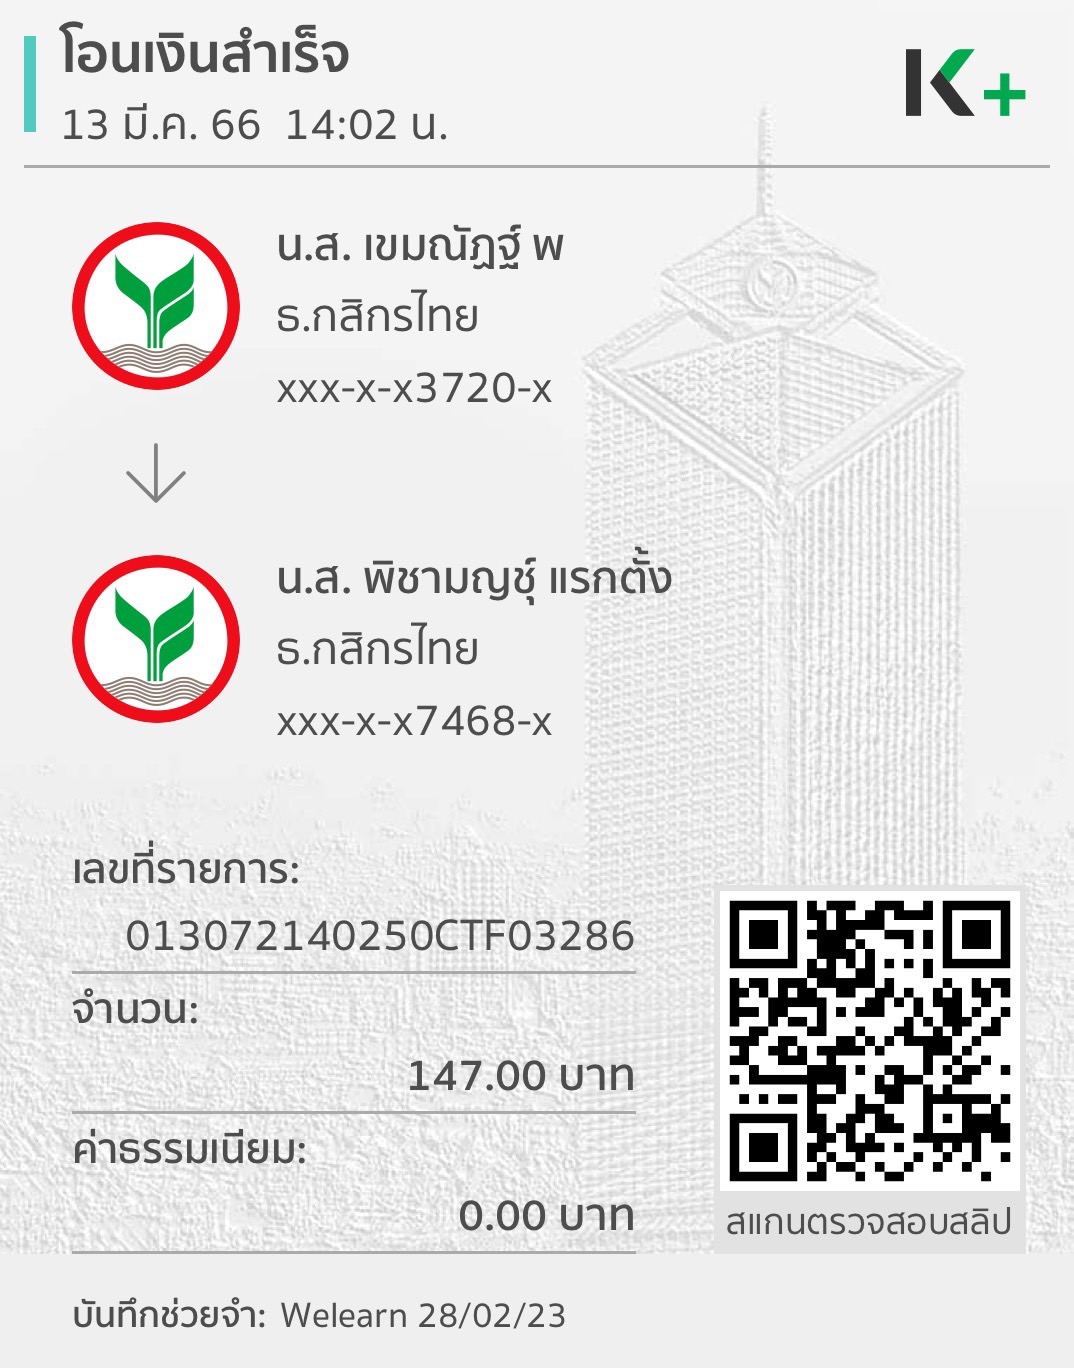 โอนเงินสำเร็จ
13 มี.ค. 66 14:02 น.
K+
น.ส. เขมณัฏฐ์ พ
ธ.กสิกรไทย
xxx-x-x3720-x
น.ส. พิชามญชุ์ แรกตั้ง
ธ.กสิกรไทย
xxx-x-x7468-x
เลขที่รายการ:
013072140250CTF03286
จำนวน:
147.00 บาท
ค่าธรรมเนียม:
0.00 บาท
สแกนตรวจสอบสลิป
บันทึกช่วยจำ: Welearn 28/02/23